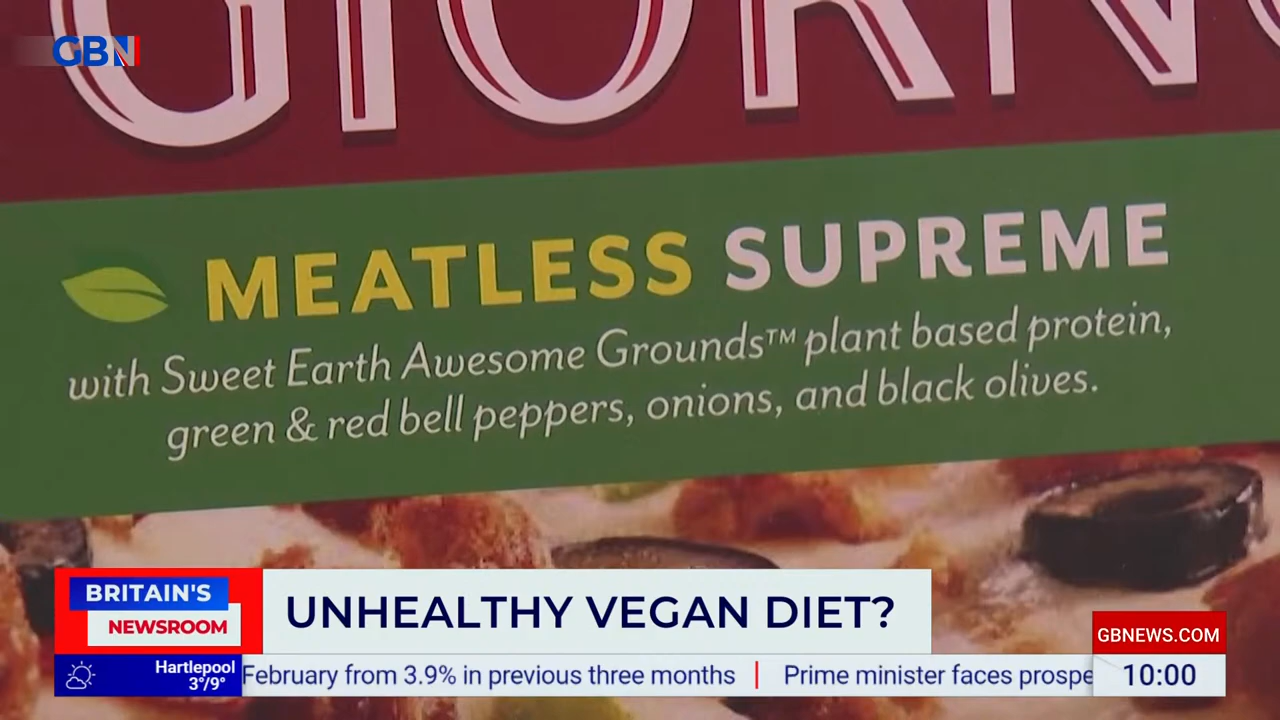 GBN
GIORNO
MEATLESS SUPREME
with Sweet Earth Awesome Grounds™ plant based protein,
green & red bell peppers, onions, and black olives.
BRITAIN'S
NEWSROOM
UNHEALTHY VEGAN DIET?
GBNEWS.COM
Hartlepool
3°/9°
February from 3.9% in previous three months | Prime minister faces prospe
10:00